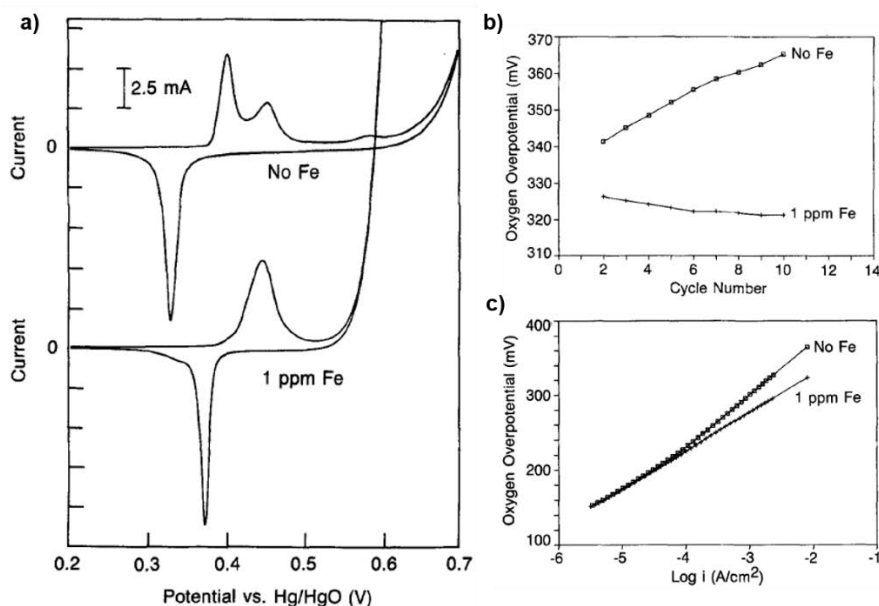 a)
Current
2.5 mA
0
No Fe
Current
0
1 ppm Fe
0.2 0.3 0.4 0.5 0.6 0.7
Potential vs. Hg/HgO (V)
b)
Oxygen Overpotential (mV)
370
360
350
340
330
320
310
No Fe
1 ppm Fe
0 2 4 6 8 10 12 14
Cycle Number
c)
Oxygen Overpotential (mV)
400
300
200
100
No Fe
1 ppm Fe
-6 -5 -4 -3 -2 -1 0
Log i (A/cm²)